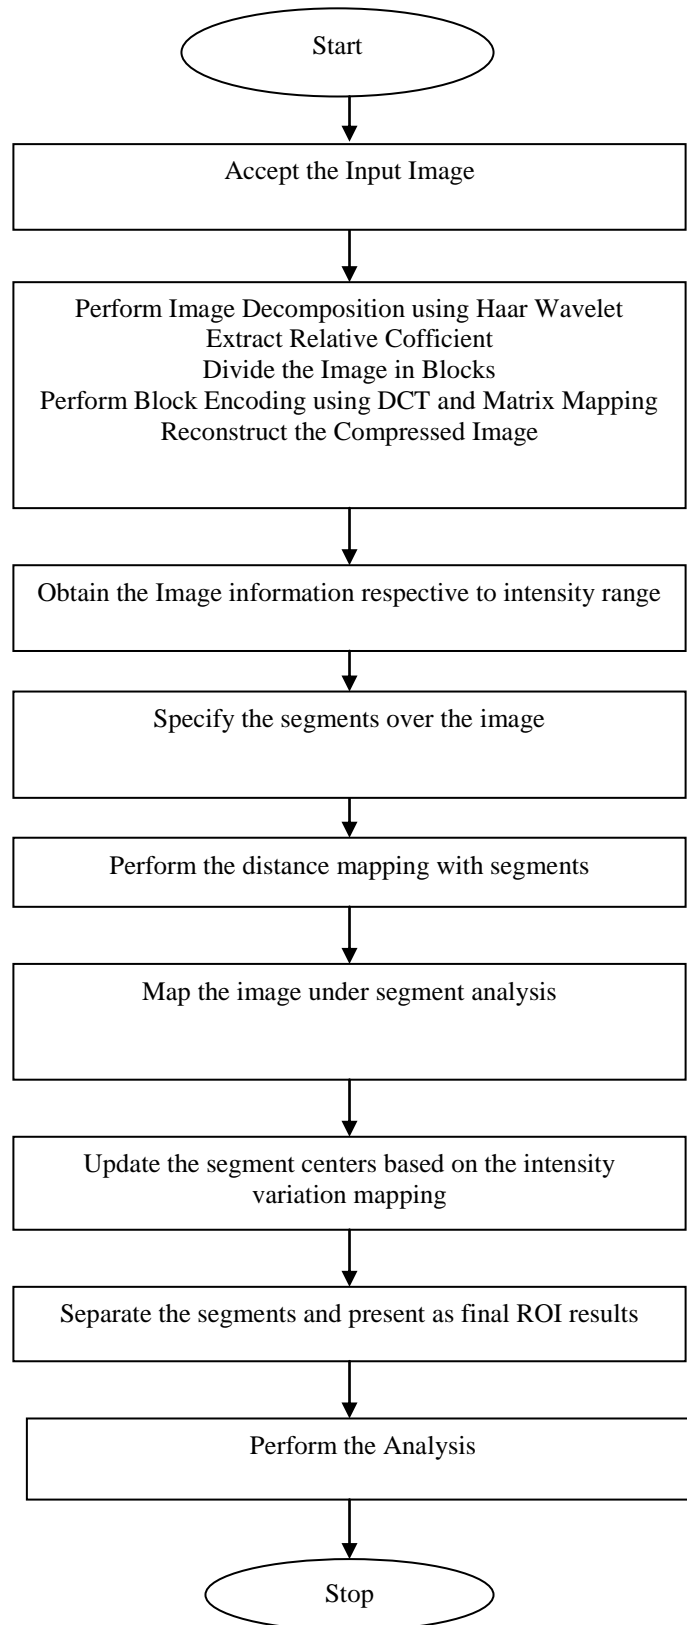 Start
Accept the Input Image
Perform Image Decomposition using Haar Wavelet
Extract Relative Cofficient
Divide the Image in Blocks
Perform Block Encoding using DCT and Matrix Mapping
Reconstruct the Compressed Image
Obtain the Image information respective to intensity range
Specify the segments over the image
Perform the distance mapping with segments
Map the image under segment analysis
Update the segment centers based on the intensity
variation mapping
Separate the segments and present as final ROI results
Perform the Analysis
Stop